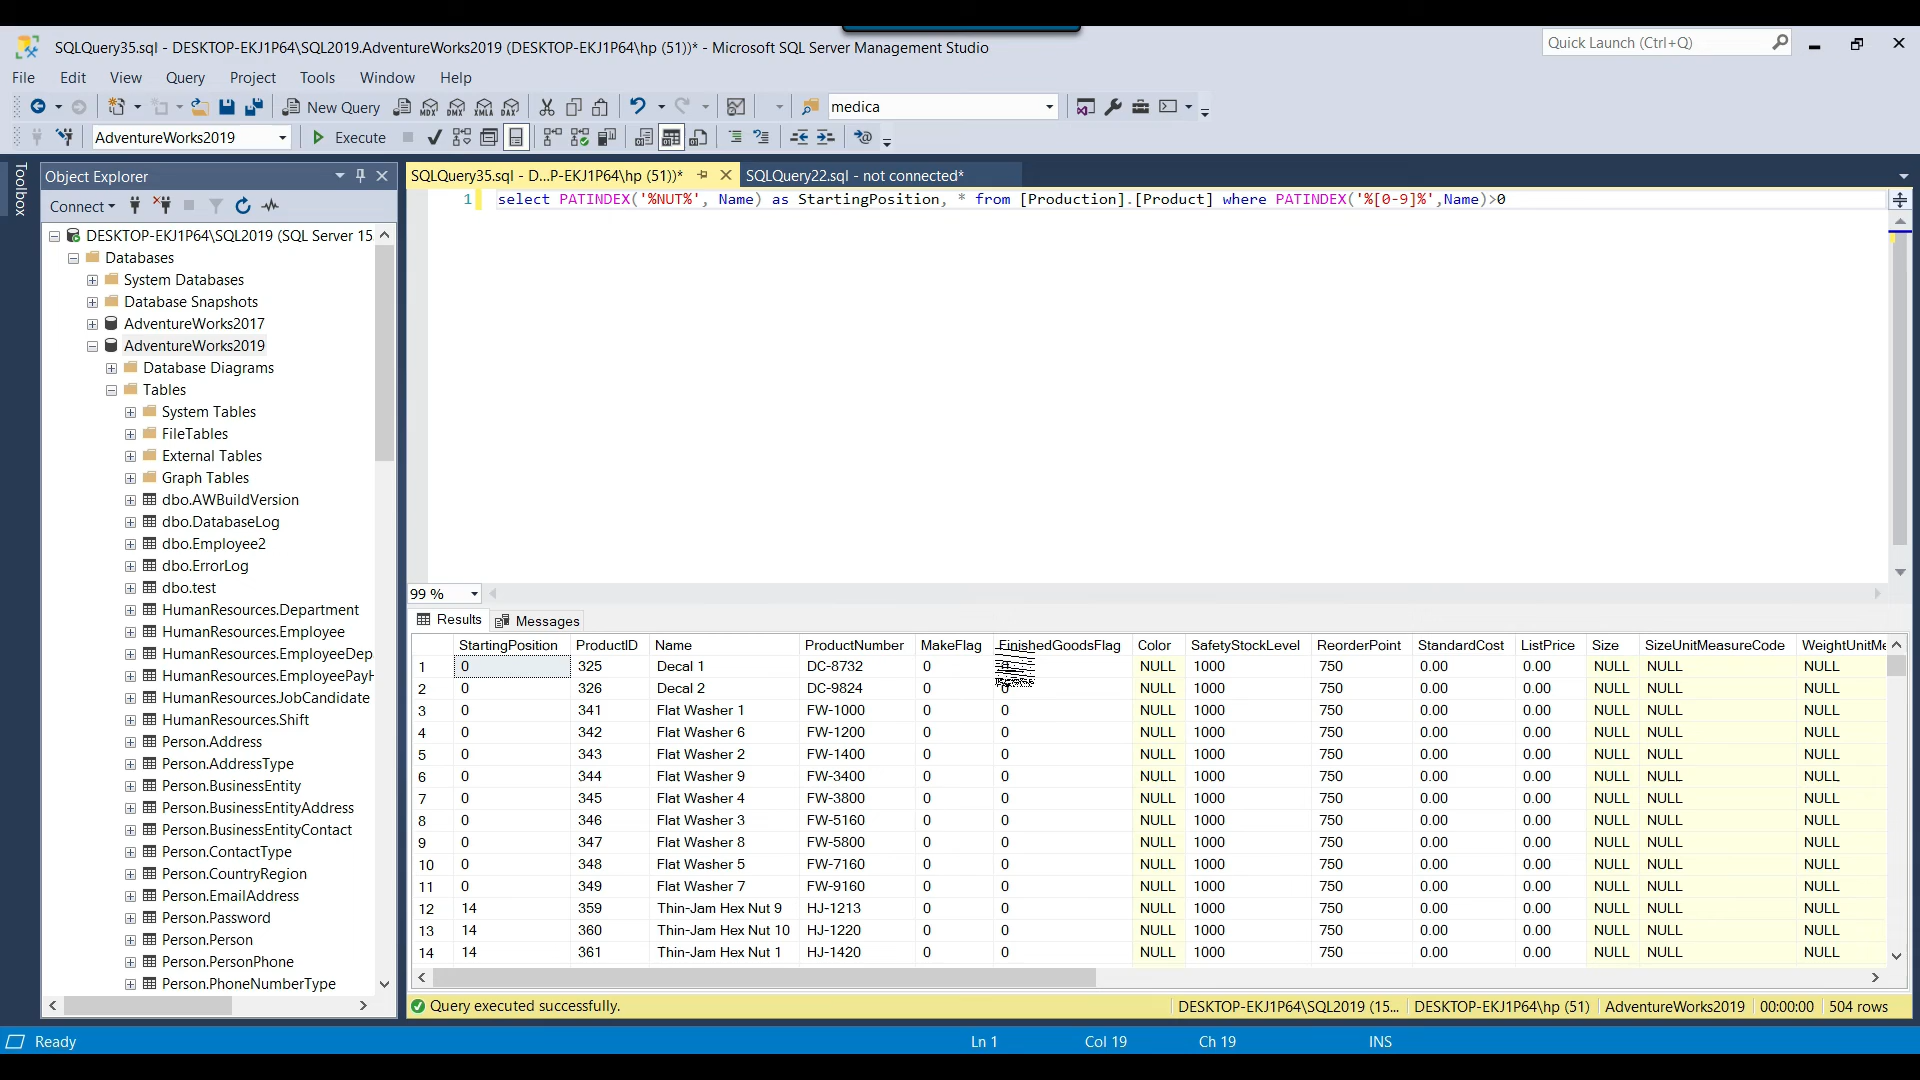 SQLQuery35.sql - DESKTOP-EKJ1P64\SQL2019.AdventureWorks2019 (DESKTOP-EKJ1P64\hp (51))* - Microsoft SQL Server Management Studio
Quick Launch (Ctrl+Q)
File Edit View Query Project Tools Window Help
New Query MDX DMX XMLA DAX medica
AdventureWorks2019 Execute
Toolbox
Object Explorer
Connect
DESKTOP-EKJ1P64\SQL2019 (SQL Server 15
Databases
System Databases
Database Snapshots
AdventureWorks2017
AdventureWorks2019
Database Diagrams
Tables
System Tables
FileTables
External Tables
Graph Tables
dbo.AWBuildVersion
dbo.DatabaseLog
dbo.Employee2
dbo.ErrorLog
dbo.test
HumanResources.Department
HumanResources.Employee
HumanResources.EmployeeDep
HumanResources.EmployeePayH
HumanResources.JobCandidate
HumanResources.Shift
Person.Address
Person.AddressType
Person.BusinessEntity
Person.BusinessEntityAddress
Person.BusinessEntityContact
Person.ContactType
Person.CountryRegion
Person.EmailAddress
Person.Password
Person.Person
Person.PersonPhone
Person.PhoneNumberType
SQLQuery35.sql - D...P-EKJ1P64\hp (51))* SQLQuery22.sql - not connected*
1 select PATINDEX('%NUT%', Name) as StartingPosition, * from [Production].[Product] where PATINDEX('%[0-9]%',Name)>0
99 %
Results Messages
StartingPosition ProductID Name ProductNumber MakeFlag FinishedGoodsFlag Color SafetyStockLevel ReorderPoint StandardCost ListPrice Size SizeUnitMeasureCode WeightUnitMe
1 0 325 Decal 1 DC-8732 0 0 NULL 1000 750 0.00 0.00 NULL NULL NULL
2 0 326 Decal 2 DC-9824 0 0 NULL 1000 750 0.00 0.00 NULL NULL NULL
3 0 341 Flat Washer 1 FW-1000 0 0 NULL 1000 750 0.00 0.00 NULL NULL NULL
4 0 342 Flat Washer 6 FW-1200 0 0 NULL 1000 750 0.00 0.00 NULL NULL NULL
5 0 343 Flat Washer 2 FW-1400 0 0 NULL 1000 750 0.00 0.00 NULL NULL NULL
6 0 344 Flat Washer 9 FW-3400 0 0 NULL 1000 750 0.00 0.00 NULL NULL NULL
7 0 345 Flat Washer 4 FW-3800 0 0 NULL 1000 750 0.00 0.00 NULL NULL NULL
8 0 346 Flat Washer 3 FW-5160 0 0 NULL 1000 750 0.00 0.00 NULL NULL NULL
9 0 347 Flat Washer 8 FW-5800 0 0 NULL 1000 750 0.00 0.00 NULL NULL NULL
10 0 348 Flat Washer 5 FW-7160 0 0 NULL 1000 750 0.00 0.00 NULL NULL NULL
11 0 349 Flat Washer 7 FW-9160 0 0 NULL 1000 750 0.00 0.00 NULL NULL NULL
12 14 359 Thin-Jam Hex Nut 9 HJ-1213 0 0 NULL 1000 750 0.00 0.00 NULL NULL NULL
13 14 360 Thin-Jam Hex Nut 10 HJ-1220 0 0 NULL 1000 750 0.00 0.00 NULL NULL NULL
14 14 361 Thin-Jam Hex Nut 1 HJ-1420 0 0 NULL 1000 750 0.00 0.00 NULL NULL NULL
Query executed successfully. DESKTOP-EKJ1P64\SQL2019 (15... DESKTOP-EKJ1P64\hp (51) AdventureWorks2019 00:00:00 504 rows
Ready Ln 1 Col 19 Ch 19 INS